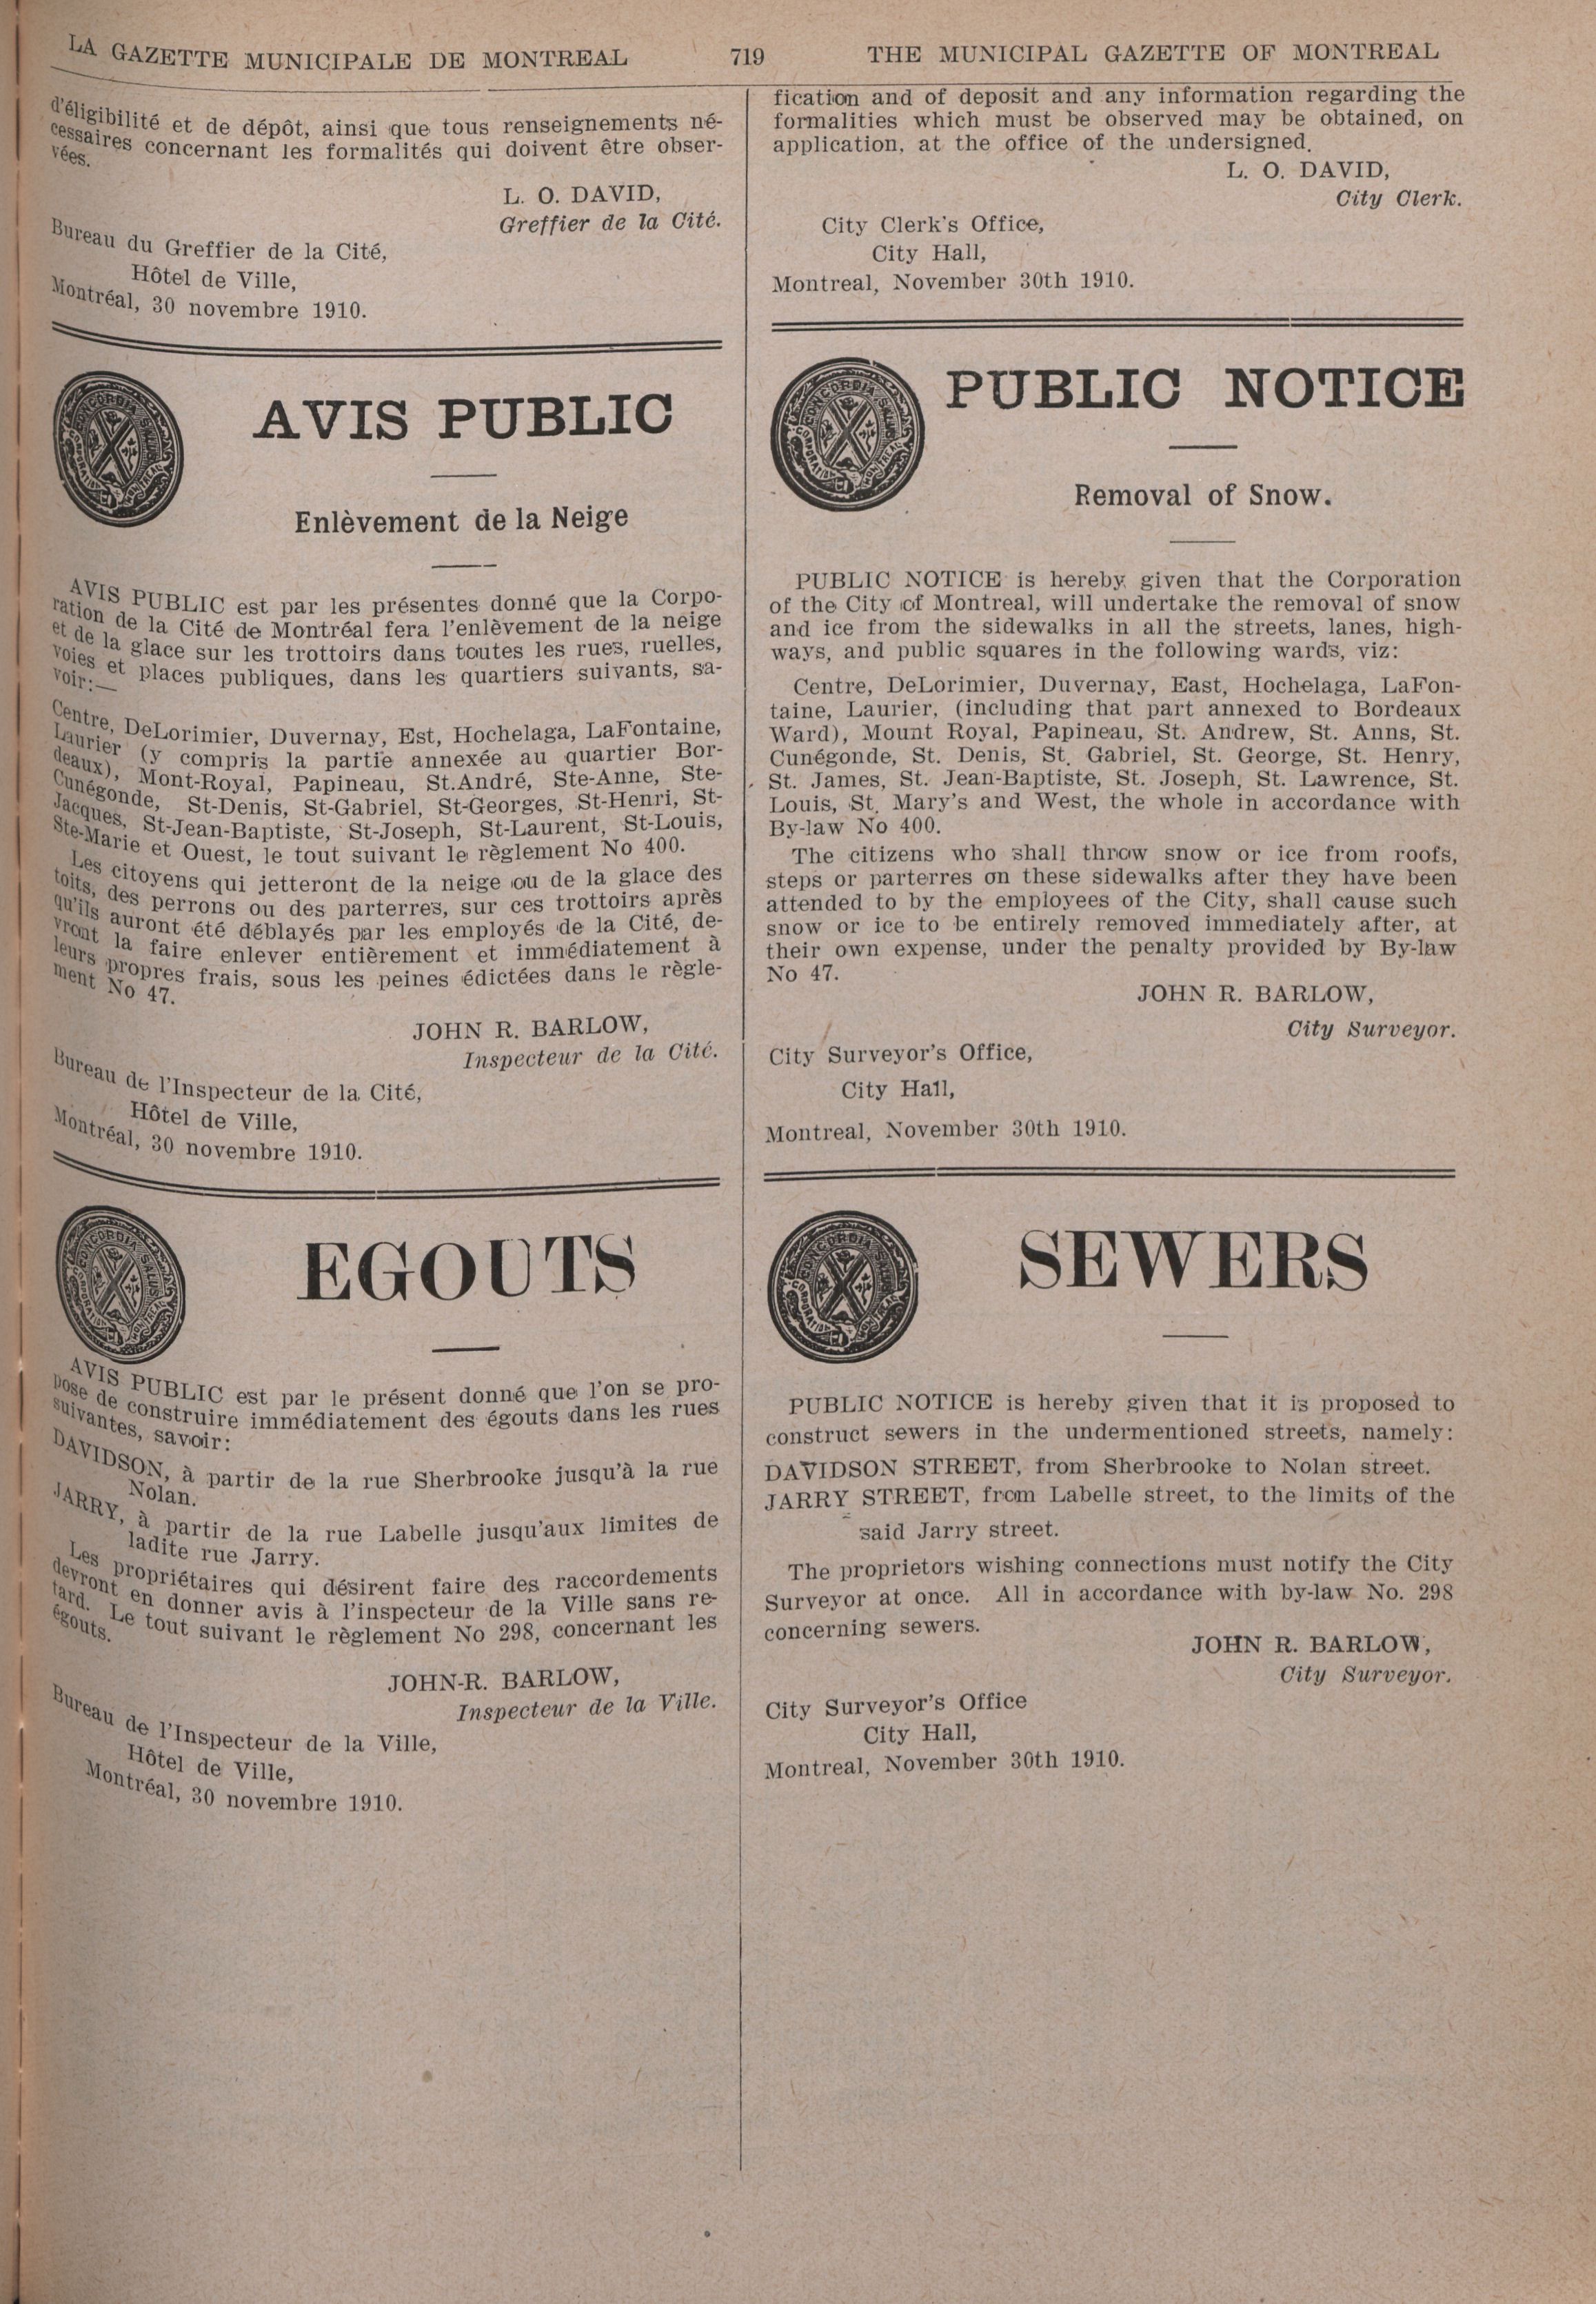 LA GAZETTE MUNICIPALE DE MONTREAL 719 THE MUNICIPAL GAZETTE OF MONTREAL
d'éligibilité et de dépôt, ainsi que tous renseignements né-
cessaires concernant les formalités qui doivent être obser-
vées.
L. O. DAVID,
Greffier de la Cité.
Bureau du Greffier de la Cité,
Hôtel de Ville,
Montréal, 30 novembre 1910.
CONCORDIA SALUS
CORPORATION MONTREAL
AVIS PUBLIC
Enlèvement de la Neige
AVIS PUBLIC est par les présentes donné que la Corpo-
ration de la Cité de Montréal fera l'enlèvement de la neige
et de la glace sur les trottoirs dans toutes les rues, ruelles,
voies et places publiques, dans les quartiers suivants, sa-
voir:—
Centre, DeLorimier, Duvernay, Est, Hochelaga, LaFontaine,
Laurier (y compris la partie annexée au quartier Bor-
deaux), Mont-Royal, Papineau, St.André, Ste-Anne, Ste-
Cunégonde, St-Denis, St-Gabriel, St-Georges, St-Henri, St-
Jacques, St-Jean-Baptiste, St-Joseph, St-Laurent, St-Louis,
Ste-Marie et Ouest, le tout suivant le règlement No 400.
Les citoyens qui jetteront de la neige ou de la glace des
toits, des perrons ou des parterres, sur ces trottoirs après
qu'ils auront été déblayés par les employés de la Cité, de-
vront la faire enlever entièrement et immédiatement à
leurs propres frais, sous les peines édictées dans le règle-
ment No 47.
JOHN R. BARLOW,
Inspecteur de la Cité.
Bureau de l'Inspecteur de la Cité,
Hôtel de Ville,
Montréal, 30 novembre 1910.
CONCORDIA SALUS
CORPORATION MONTREAL
EGOUTS
AVIS PUBLIC est par le présent donné que l'on se pro-
pose de construire immédiatement des égouts dans les rues
suivantes, savoir:
DAVIDSON, à partir de la rue Sherbrooke jusqu'à la rue
Nolan.
JARRY, à partir de la rue Labelle jusqu'aux limites de
ladite rue Jarry.
Les propriétaires qui désirent faire des raccordements
devront en donner avis à l'inspecteur de la Ville sans re-
tard. Le tout suivant le règlement No 298, concernant les
égouts.
JOHN-R. BARLOW,
Inspecteur de la Ville.
Bureau de l'Inspecteur de la Ville,
Hôtel de Ville,
Montréal, 30 novembre 1910.
fication and of deposit and any information regarding the
formalities which must be observed may be obtained, on
application, at the office of the undersigned.
L. O. DAVID,
City Clerk.
City Clerk's Office,
City Hall,
Montreal, November 30th 1910.
CONCORDIA SALUS
CORPORATION MONTREAL
PUBLIC NOTICE
Removal of Snow.
PUBLIC NOTICE is hereby given that the Corporation
of the City of Montreal, will undertake the removal of snow
and ice from the sidewalks in all the streets, lanes, high-
ways, and public squares in the following wards, viz:
Centre, DeLorimier, Duvernay, East, Hochelaga, LaFon-
taine, Laurier, (including that part annexed to Bordeaux
Ward), Mount Royal, Papineau, St. Andrew, St. Anns, St.
Cunégonde, St. Denis, St. Gabriel, St. George, St. Henry,
St. James, St. Jean-Baptiste, St. Joseph, St. Lawrence, St.
Louis, St. Mary's and West, the whole in accordance with
By-law No 400.
The citizens who shall throw snow or ice from roofs,
steps or parterres on these sidewalks after they have been
attended to by the employees of the City, shall cause such
snow or ice to be entirely removed immediately after, at
their own expense, under the penalty provided by By-law
No 47.
JOHN R. BARLOW,
City Surveyor.
City Surveyor's Office,
City Hall,
Montreal, November 30th 1910.
CONCORDIA SALUS
CORPORATION MONTREAL
SEWERS
PUBLIC NOTICE is hereby given that it is proposed to
construct sewers in the undermentioned streets, namely:
DAVIDSON STREET, from Sherbrooke to Nolan street.
JARRY STREET, from Labelle street, to the limits of the
said Jarry street.
The proprietors wishing connections must notify the City
Surveyor at once. All in accordance with by-law No. 298
concerning sewers.
JOHN R. BARLOW,
City Surveyor.
City Surveyor's Office
City Hall,
Montreal, November 30th 1910.